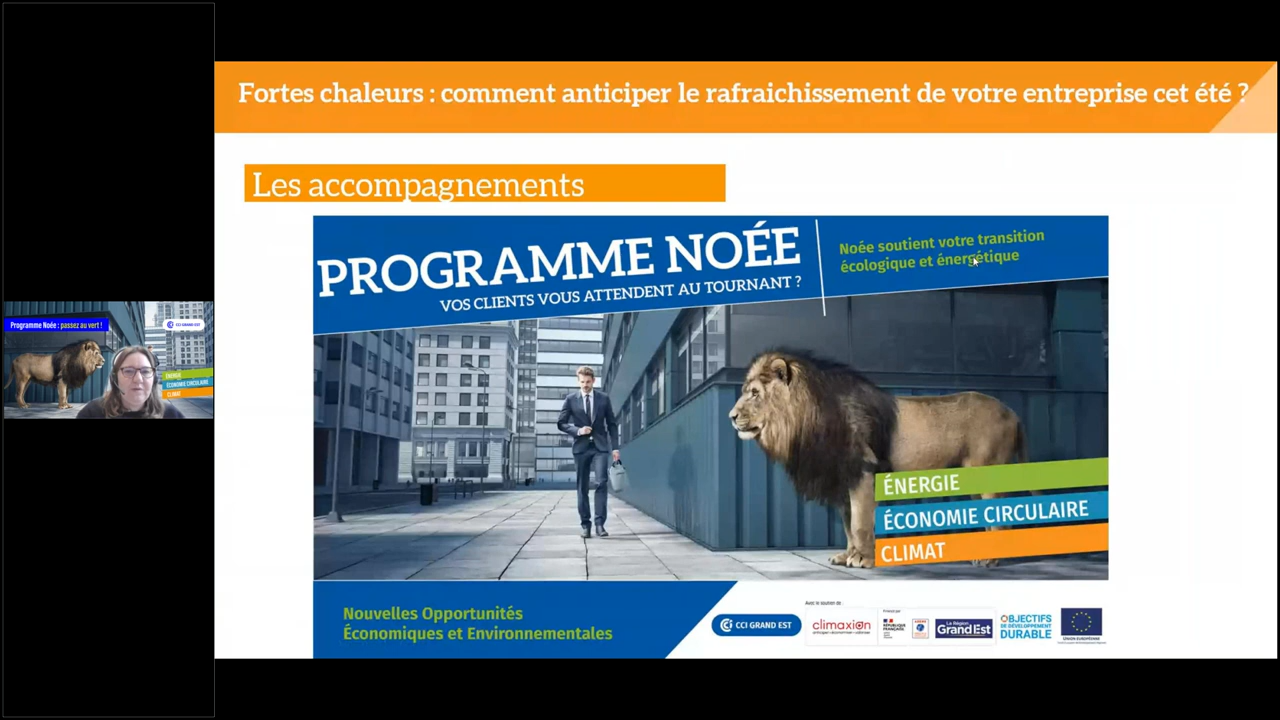 Fortes chaleurs : comment anticiper le rafraichissement de votre entreprise cet été ?
Les accompagnements
PROGRAMME NOÉE
VOS CLIENTS VOUS ATTENDENT AU TOURNANT ?
Noée soutient votre transition
écologique et énergétique
Programme Noée : passez au vert !
CCI GRAND EST
ÉNERGIE
ÉCONOMIE CIRCULAIRE
CLIMAT
ÉNERGIE
ÉCONOMIE CIRCULAIRE
CLIMAT
Nouvelles Opportunités
Économiques et Environnementales
CCI GRAND EST
Avec le soutien de :
climaxion
RÉPUBLIQUE
FRANÇAISE
La Région
Grand Est
OBJECTIFS
DE DÉVELOPPEMENT
DURABLE
UNION EUROPÉENNE